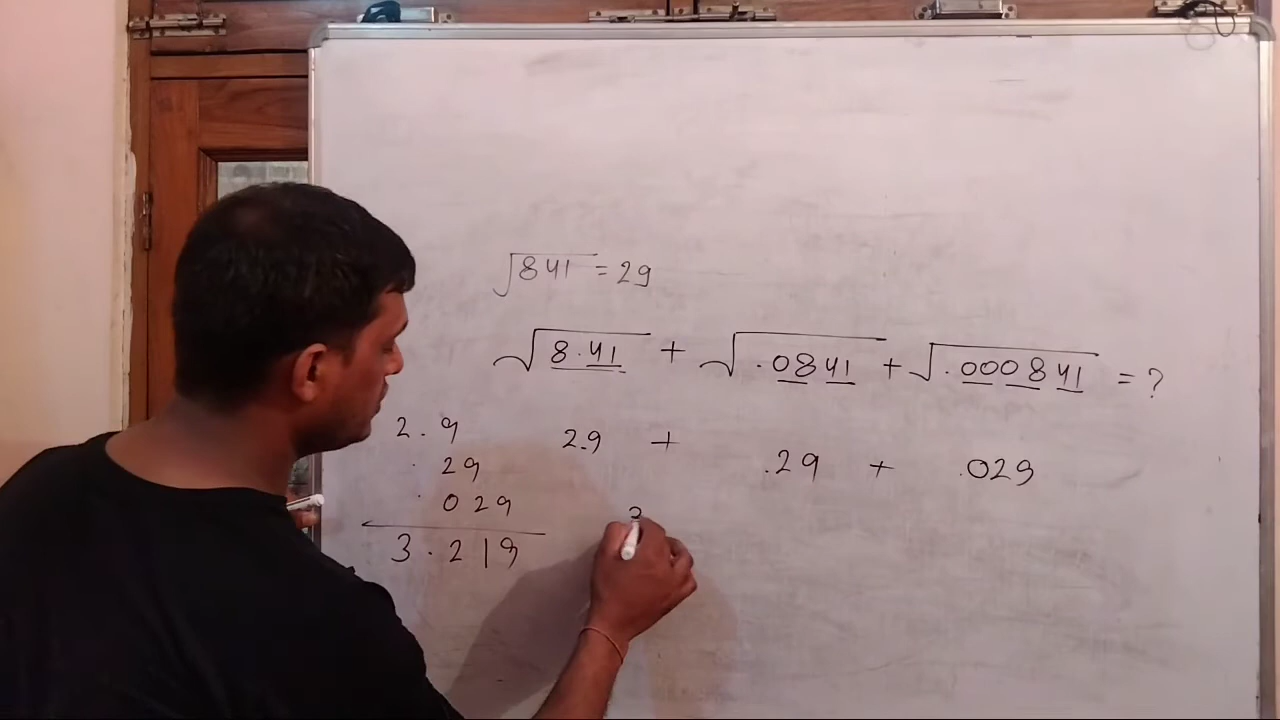 √841 = 29
√8.41 + √.0841 + √.000841 = ?
2.9 + .29 + .029
2.9
.29
.029
3.219